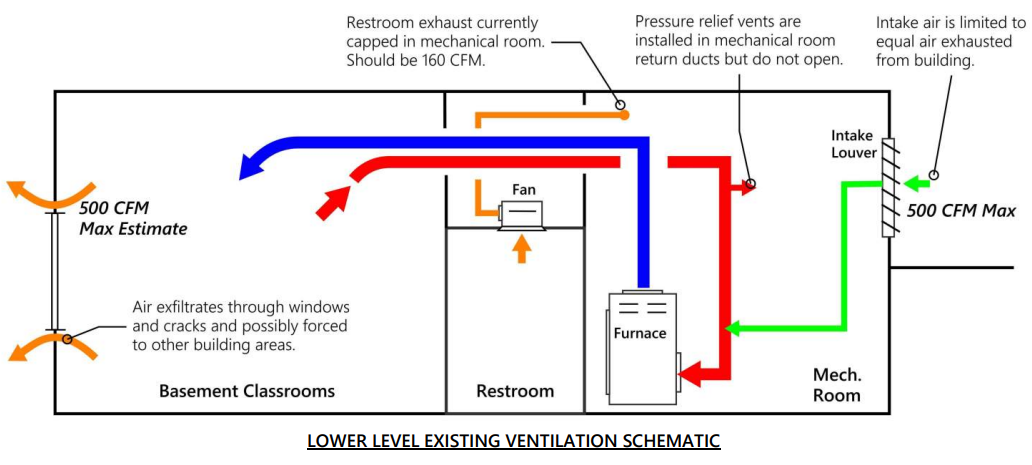 Restroom exhaust currently
capped in mechanical room.
Should be 160 CFM.
Pressure relief vents are
installed in mechanical room
return ducts but do not open.
Intake air is limited to
equal air exhausted
from building.
Intake
Louver
500 CFM
Max Estimate
Fan
500 CFM Max
Air exfiltrates through windows
and cracks and possibly forced
to other building areas.
Furnace
Basement Classrooms
Restroom
Mech.
Room
LOWER LEVEL EXISTING VENTILATION SCHEMATIC